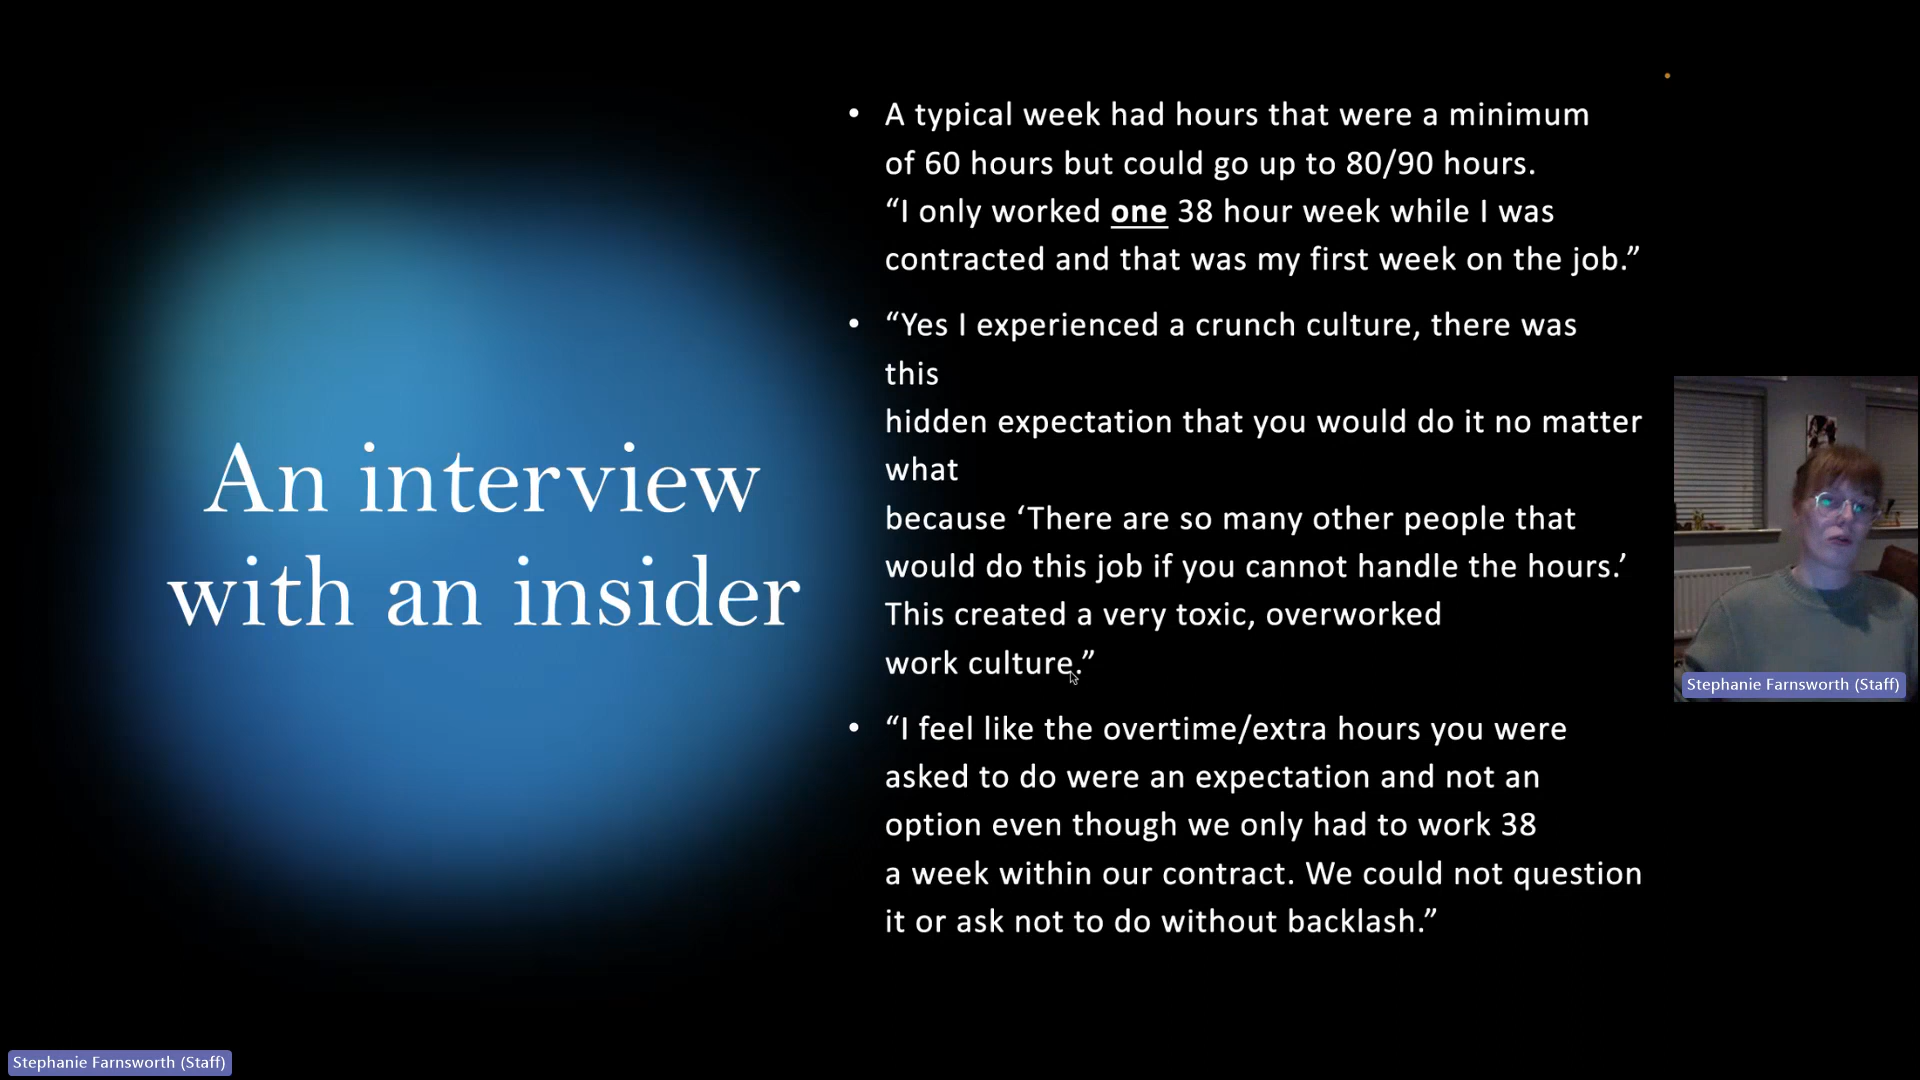 An interview
with an insider
• A typical week had hours that were a minimum
of 60 hours but could go up to 80/90 hours.
“I only worked one 38 hour week while I was
contracted and that was my first week on the job.”
• “Yes I experienced a crunch culture, there was
this
hidden expectation that you would do it no matter
what
because ‘There are so many other people that
would do this job if you cannot handle the hours.’
This created a very toxic, overworked
work culture.”
• “I feel like the overtime/extra hours you were
asked to do were an expectation and not an
option even though we only had to work 38
a week within our contract. We could not question
it or ask not to do without backlash.”
Stephanie Farnsworth (Staff)
Stephanie Farnsworth (Staff)